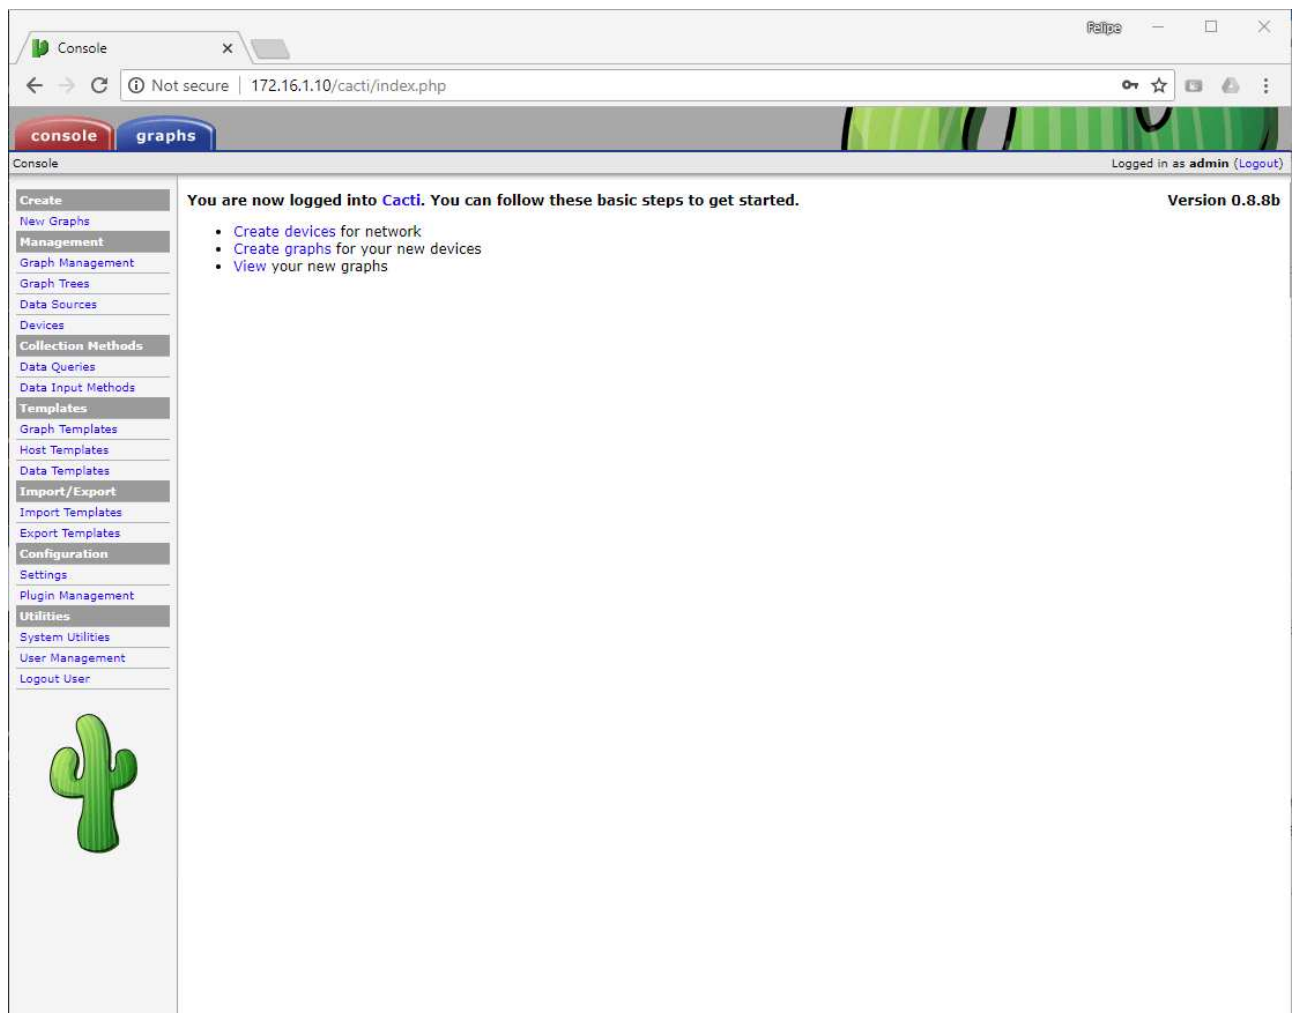 Felipe
Console
Not secure | 172.16.1.10/cacti/index.php
console graphs
Console Logged in as admin (Logout)
Create
New Graphs
Management
Graph Management
Graph Trees
Data Sources
Devices
Collection Methods
Data Queries
Data Input Methods
Templates
Graph Templates
Host Templates
Data Templates
Import/Export
Import Templates
Export Templates
Configuration
Settings
Plugin Management
Utilities
System Utilities
User Management
Logout User
You are now logged into Cacti. You can follow these basic steps to get started. Version 0.8.8b
• Create devices for network
• Create graphs for your new devices
• View your new graphs